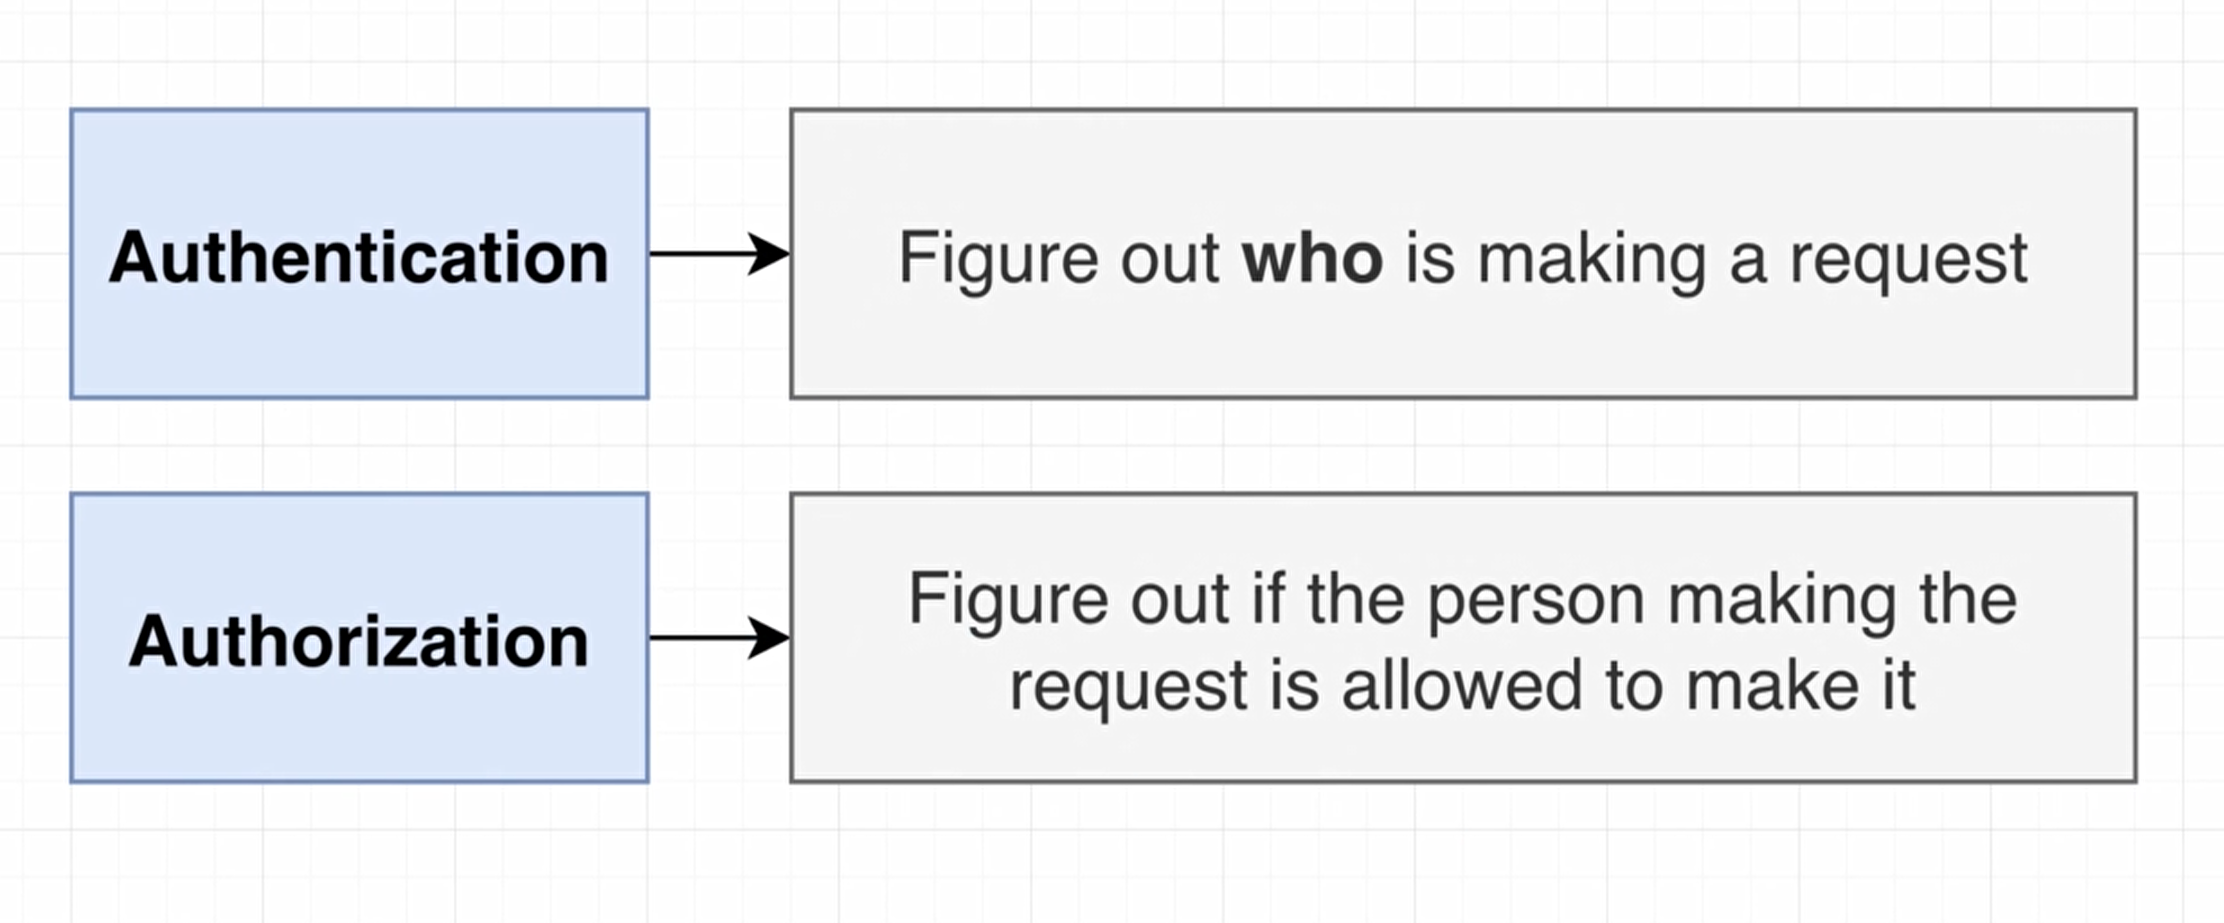 Authentication
Figure out who is making a request
Authorization
Figure out if the person making the
request is allowed to make it